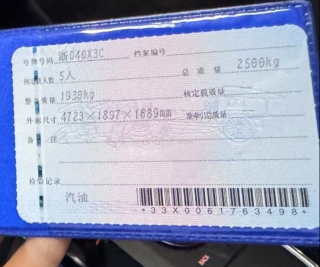 号牌号码 浙D46X3C 档案编号
核定载人数 5人 总质量 2500kg
整备质量 1930kg 核定载质量
外廓尺寸 4723×1897×1689mm 准牵引总质量
备注
检验记录
汽油
*33X0061763498*